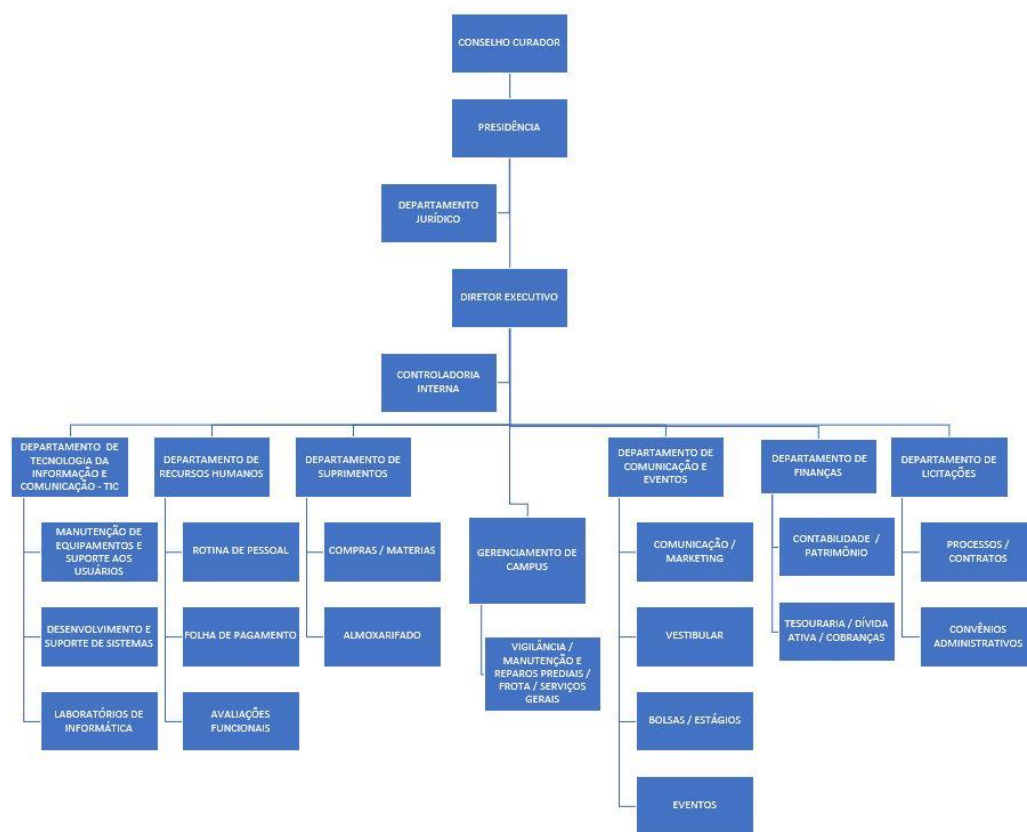 CONSELHO CURADOR
PRESIDÊNCIA
DEPARTAMENTO
JURÍDICO
DIRETOR EXECUTIVO
CONTROLADORIA
INTERNA
DEPARTAMENTO DE
TECNOLOGIA DA
INFORMAÇÃO E
COMUNICAÇÃO - TIC
DEPARTAMENTO DE
RECURSOS HUMANOS
DEPARTAMENTO DE
SUPRIMENTOS
DEPARTAMENTO DE
COMUNICAÇÃO E
EVENTOS
DEPARTAMENTO DE
FINANÇAS
DEPARTAMENTO DE
LICITAÇÕES
MANUTENÇÃO DE
EQUIPAMENTOS E
SUPORTE AOS
USUÁRIOS
ROTINA DE PESSOAL
COMPRAS / MATERIAS
GERENCIAMENTO DE
CAMPUS
COMUNICAÇÃO /
MARKETING
CONTABILIDADE /
PATRIMÔNIO
PROCESSOS /
CONTRATOS
DESENVOLVIMENTO E
SUPORTE DE SISTEMAS
FOLHA DE PAGAMENTO
ALMOXARIFADO
VIGILÂNCIA /
MANUTENÇÃO E
REPAROS PREDIAIS /
FROTA / SERVIÇOS
GERAIS
VESTIBULAR
TESOURARIA / DÍVIDA
ATIVA / COBRANÇAS
CONVÊNIOS
ADMINISTRATIVOS
LABORATÓRIOS DE
INFORMÁTICA
AVALIAÇÕES
FUNCIONAIS
BOLSAS / ESTÁGIOS
EVENTOS